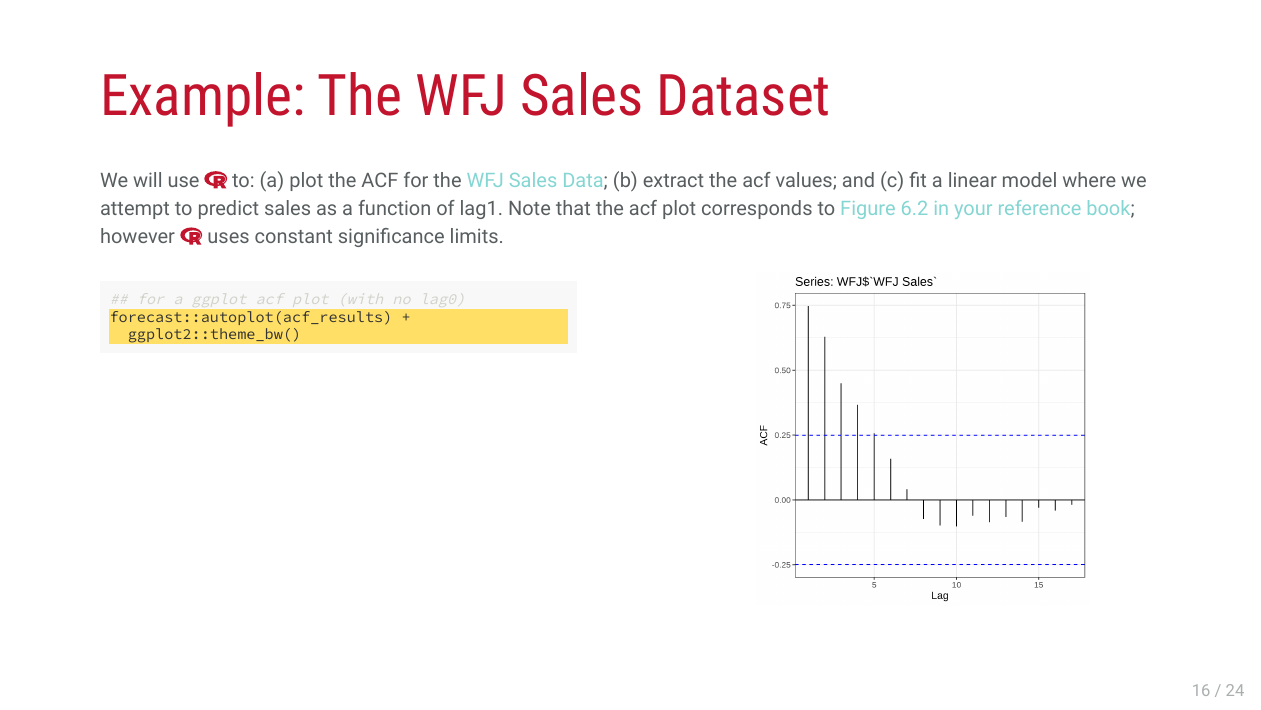 Example: The WFJ Sales Dataset
We will use R to: (a) plot the ACF for the WFJ Sales Data; (b) extract the acf values; and (c) fit a linear model where we
attempt to predict sales as a function of lag1. Note that the acf plot corresponds to Figure 6.2 in your reference book;
however R uses constant significance limits.
## for a ggplot acf plot (with no lag0)
forecast::autoplot(acf_results) +
  ggplot2::theme_bw()
Series: WFJ$`WFJ Sales`
0.75
0.50
0.25
0.00
-0.25
ACF
5 10 15
Lag
16 / 24